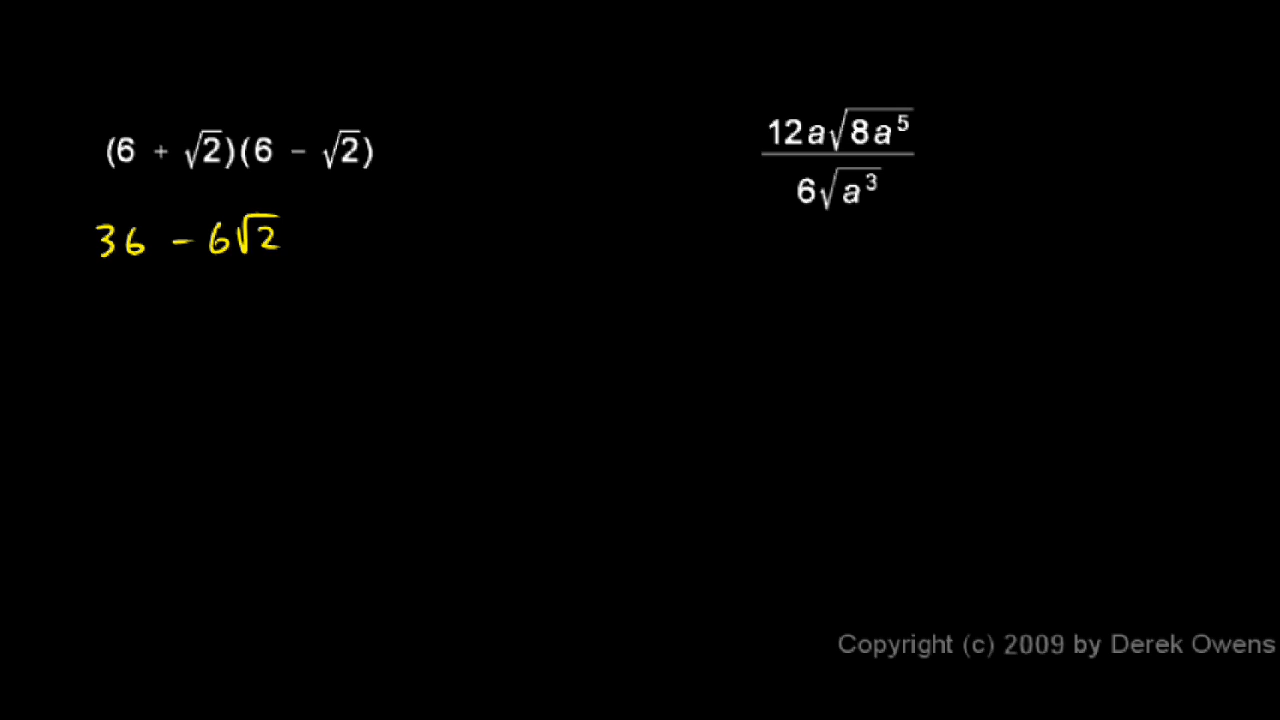 (6 + √2)(6 − √2)
36 − 6√2
12a√8a⁵
6√a³
Copyright (c) 2009 by Derek Owens